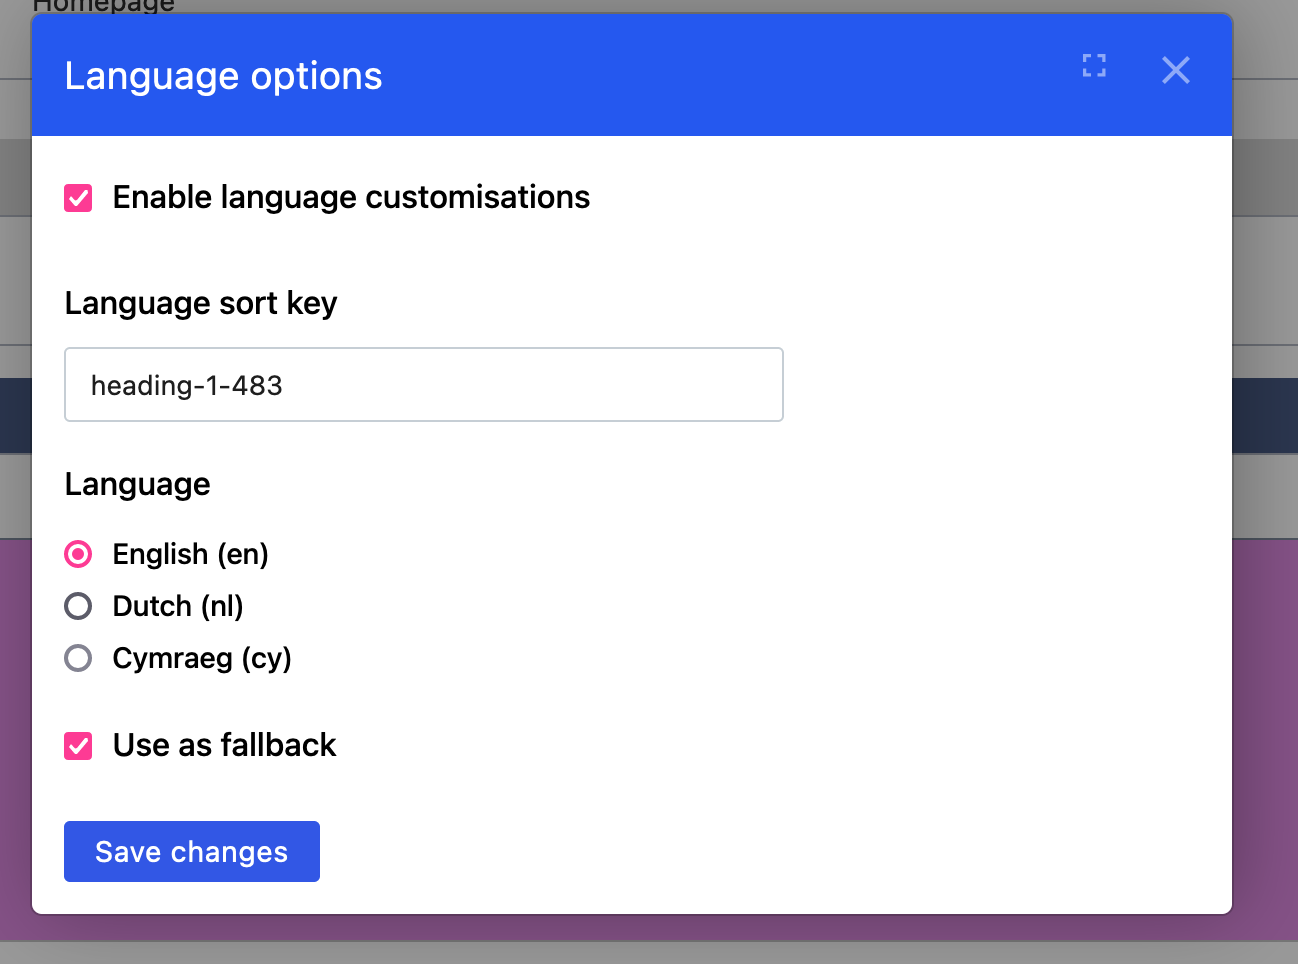 Homepage
Language options
Enable language customisations
Language sort key
heading-1-483
Language
English (en)
Dutch (nl)
Cymraeg (cy)
Use as fallback
Save changes